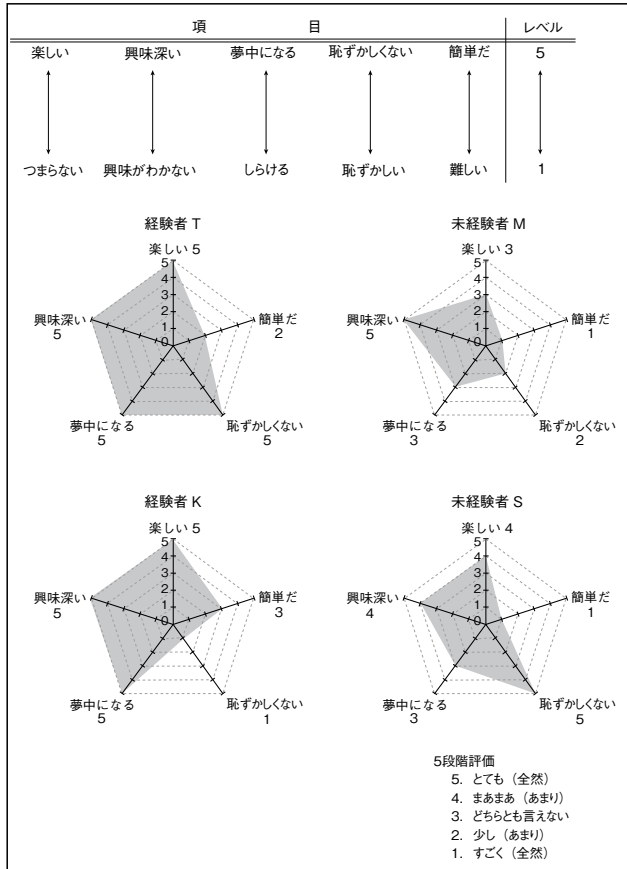 項 目 レベル
楽しい 興味深い 夢中になる 恥ずかしくない 簡単だ 5
つまらない 興味がわかない しらける 恥ずかしい 難しい 1
経験者 T
楽しい 5
5
4
3
2
1
0
簡単だ
2
恥ずかしくない
5
夢中になる
5
興味深い
5
未経験者 M
楽しい 3
5
4
3
2
1
0
簡単だ
1
恥ずかしくない
2
夢中になる
3
興味深い
5
経験者 K
楽しい 5
5
4
3
2
1
0
簡単だ
3
恥ずかしくない
1
夢中になる
5
興味深い
5
未経験者 S
楽しい 4
5
4
3
2
1
0
簡単だ
1
恥ずかしくない
5
夢中になる
3
興味深い
4
5段階評価
5. とても（全然）
4. まあまあ（あまり）
3. どちらとも言えない
2. 少し（あまり）
1. すごく（全然）